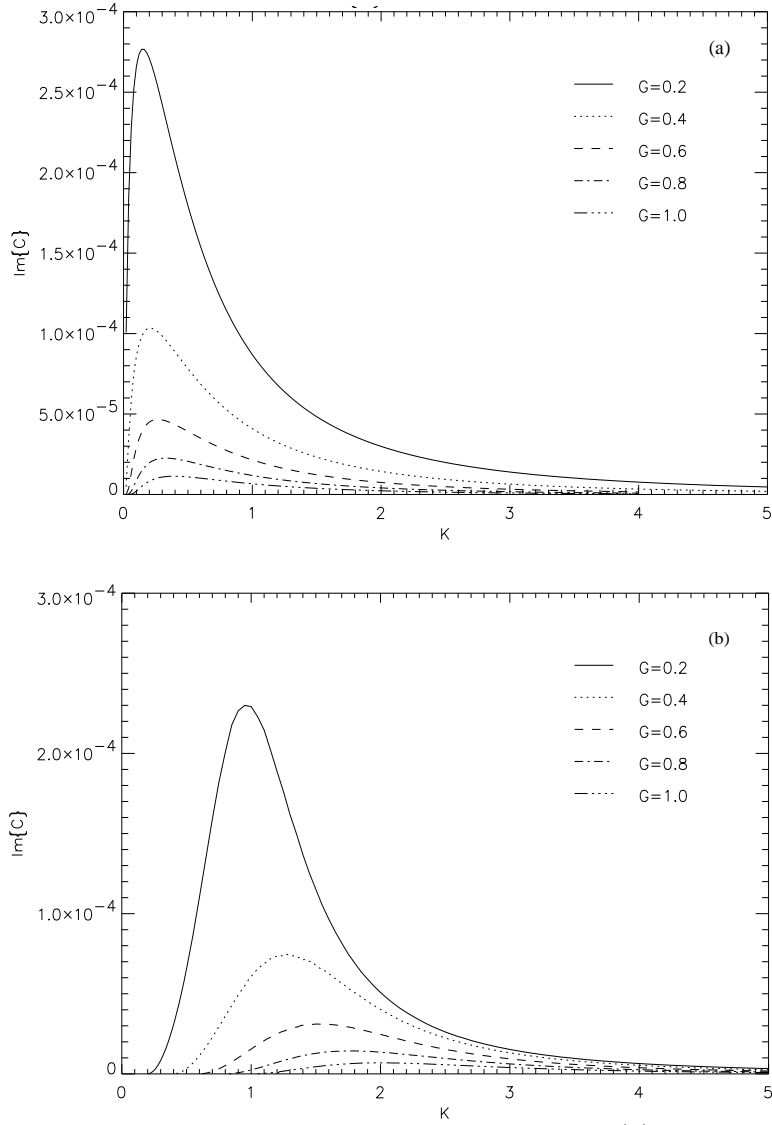 3.0×10⁻⁴
(a)
G=0.2
2.5×10⁻⁴
G=0.4
G=0.6
2.0×10⁻⁴
G=0.8
G=1.0
Im{C}
1.5×10⁻⁴
1.0×10⁻⁴
5.0×10⁻⁵
0
0 1 2 3 4 5
K
3.0×10⁻⁴
(b)
G=0.2
G=0.4
G=0.6
2.0×10⁻⁴
G=0.8
G=1.0
Im{C}
1.0×10⁻⁴
0
0 1 2 3 4 5
K